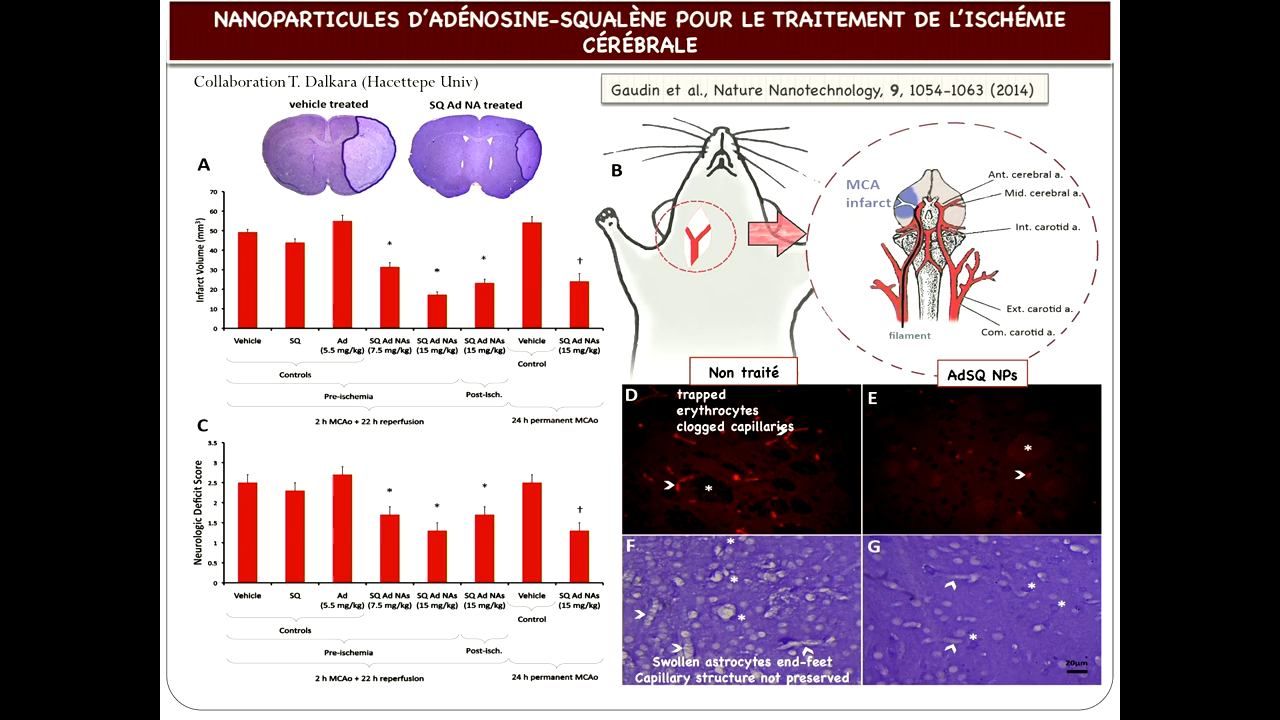 NANOPARTICULES D'ADÉNOSINE-SQUALÈNE POUR LE TRAITEMENT DE L'ISCHÉMIE
CÉRÉBRALE
Collaboration T. Dalkara (Hacettepe Univ)
Gaudin et al., Nature Nanotechnology, 9, 1054-1063 (2014)
vehicle treated
SQ Ad NA treated
A
Infarct Volume (mm³)
70
60
50
40
30
20
10
0
*
*
*
†
Vehicle
SQ
Ad
(5.5 mg/kg)
SQ Ad NAs
(7.5 mg/kg)
SQ Ad NAs
(15 mg/kg)
SQ Ad NAs
(15 mg/kg)
Vehicle
SQ Ad NAs
(15 mg/kg)
Control
Controls
Pre-ischemia
Post-isch.
2 h MCAo + 22 h reperfusion
24 h permanent MCAo
B
MCA
infarct
Ant. cerebral a.
Mid. cerebral a.
Int. carotid a.
Ext. carotid a.
Com. carotid a.
filament
C
Neurologic Deficit Score
3.5
3
2.5
2
1.5
1
0.5
0
*
*
*
†
Vehicle
SQ
Ad
(5.5 mg/kg)
SQ Ad NAs
(7.5 mg/kg)
SQ Ad NAs
(15 mg/kg)
SQ Ad NAs
(15 mg/kg)
Vehicle
SQ Ad NAs
(15 mg/kg)
Control
Controls
Pre-ischemia
Post-isch.
2 h MCAo + 22 h reperfusion
24 h permanent MCAo
Non traité
AdSQ NPs
D
trapped
erythrocytes
clogged capillaries
*
E
*
F
*
*
*
Swollen astrocytes end-feet
Capillary structure not preserved
G
*
*
*
20µm